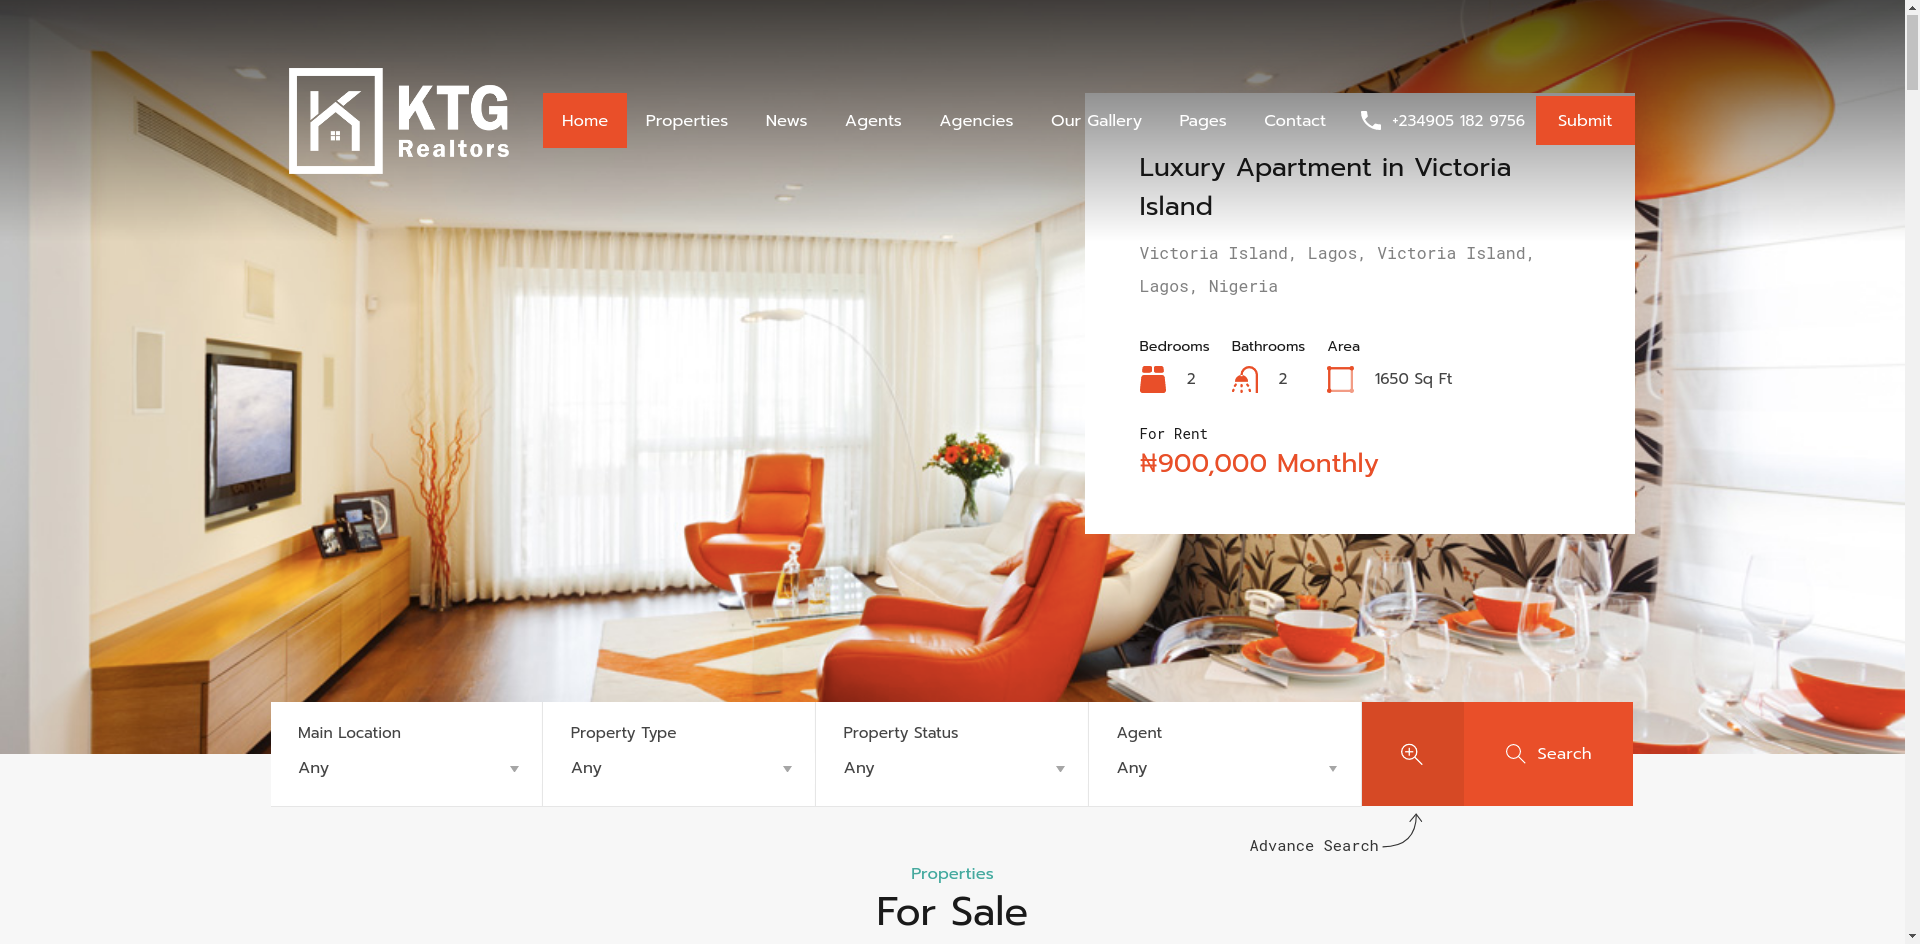 KTG
Realtors
Home
Properties
News
Agents
Agencies
Our Gallery
Pages
Contact
+234905 182 9756
Submit
Luxury Apartment in Victoria
Island
Victoria Island, Lagos, Victoria Island,
Lagos, Nigeria
Bedrooms
2
Bathrooms
2
Area
1650 Sq Ft
For Rent
₦900,000 Monthly
Main Location
Any
Property Type
Any
Property Status
Any
Agent
Any
Search
Advance Search
Properties
For Sale